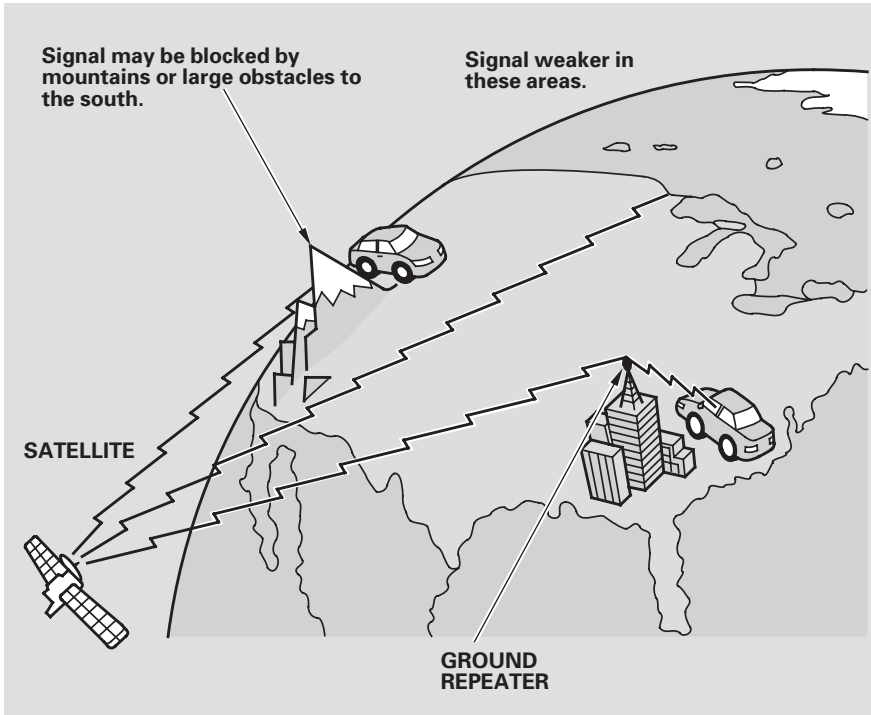 Signal may be blocked by
mountains or large obstacles to
the south.
Signal weaker in
these areas.
SATELLITE
GROUND
REPEATER